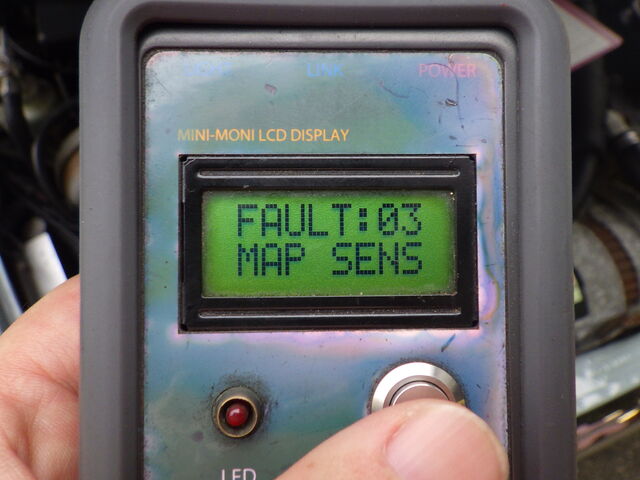 LINK POWER
MINI-MONI LCD DISPLAY
FAULT:03
MAP SENS
LED